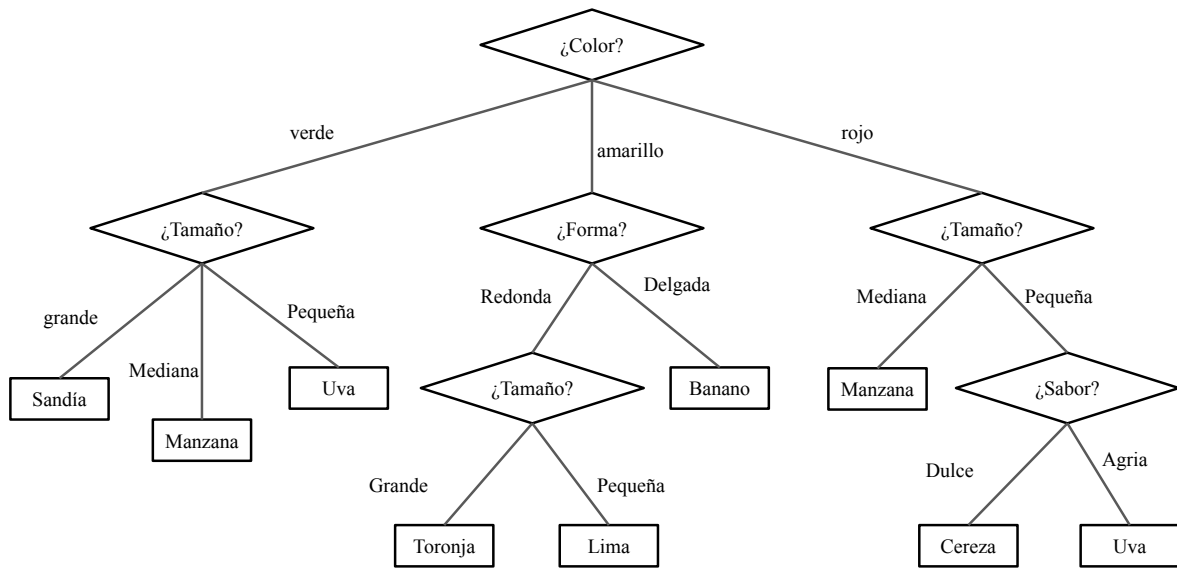 ¿Color?
verde
amarillo
rojo
¿Tamaño?
¿Forma?
¿Tamaño?
grande
Mediana
Pequeña
Redonda
Delgada
Mediana
Pequeña
Sandía
Manzana
Uva
¿Tamaño?
Banano
Manzana
¿Sabor?
Grande
Pequeña
Dulce
Agria
Toronja
Lima
Cereza
Uva